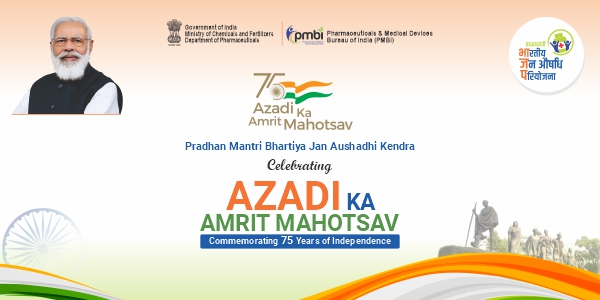 Government of India
Ministry of Chemicals and Fertilizers
Department of Pharmaceuticals
pmbi
Pharmaceuticals & Medical Devices
Bureau of India (PMBI)
प्रधानमंत्री
भारतीय
जन औषधि
परियोजना
75
Azadi Ka
Amrit Mahotsav
Pradhan Mantri Bhartiya Jan Aushadhi Kendra
Celebrating
AZADI KA
AMRIT MAHOTSAV
Commemorating 75 Years of Independence